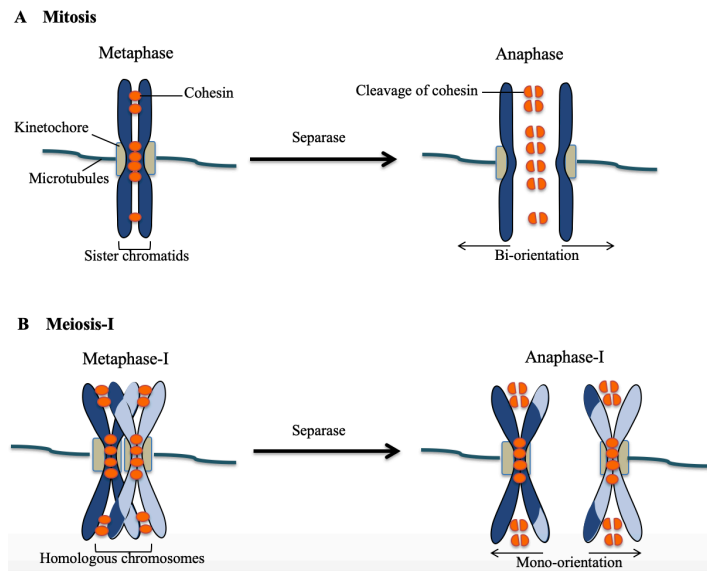 A Mitosis
Metaphase
Anaphase
Cohesin
Cleavage of cohesin
Kinetochore
Separase
Microtubules
Sister chromatids
Bi-orientation
B Meiosis-I
Metaphase-I
Anaphase-I
Separase
Homologous chromosomes
Mono-orientation